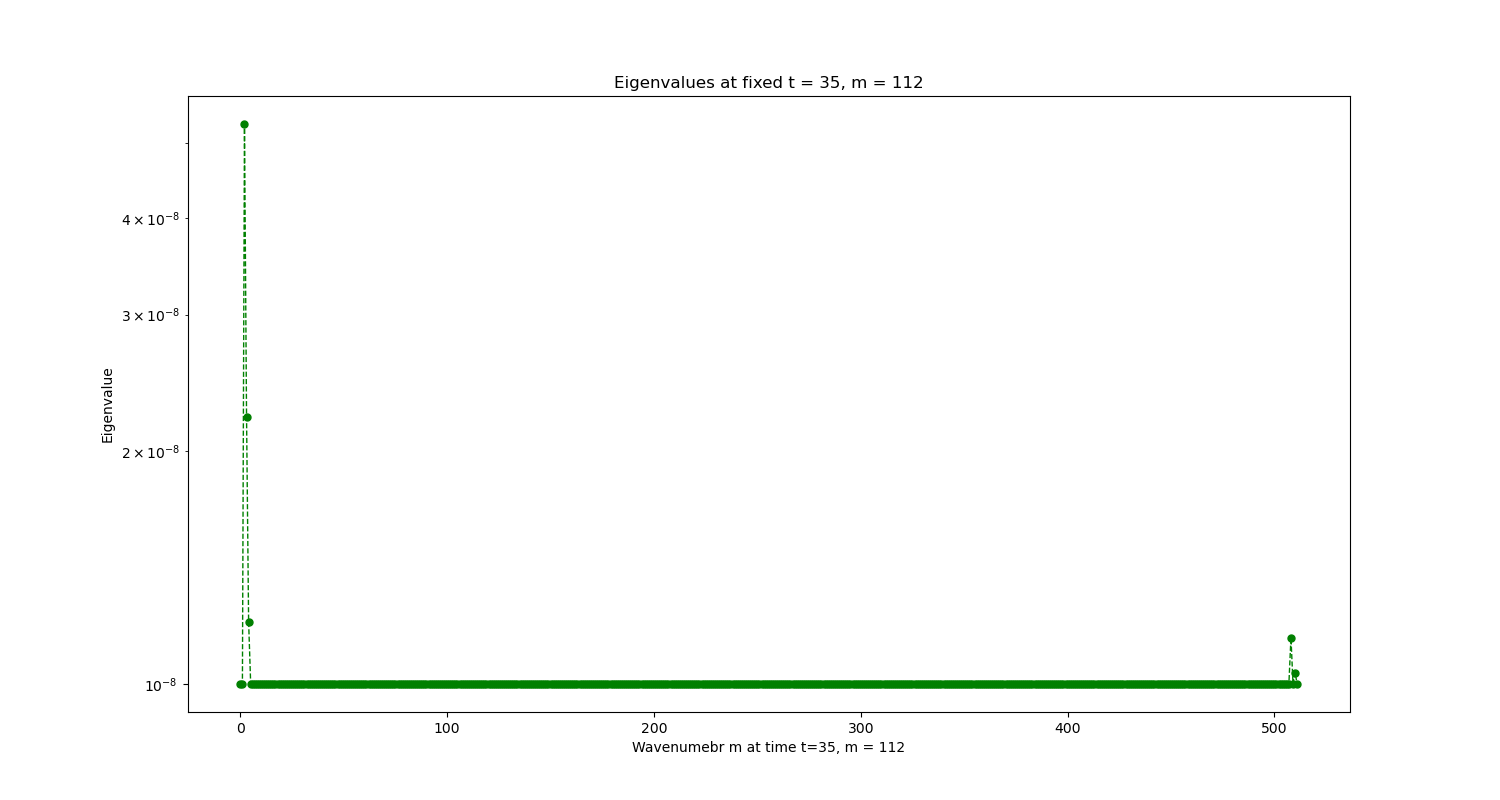 Eigenvalues at fixed t = 35, m = 112
Eigenvalue
4 × 10⁻⁸
3 × 10⁻⁸
2 × 10⁻⁸
10⁻⁸
0 100 200 300 400 500
Wavenumebr m at time t=35, m = 112